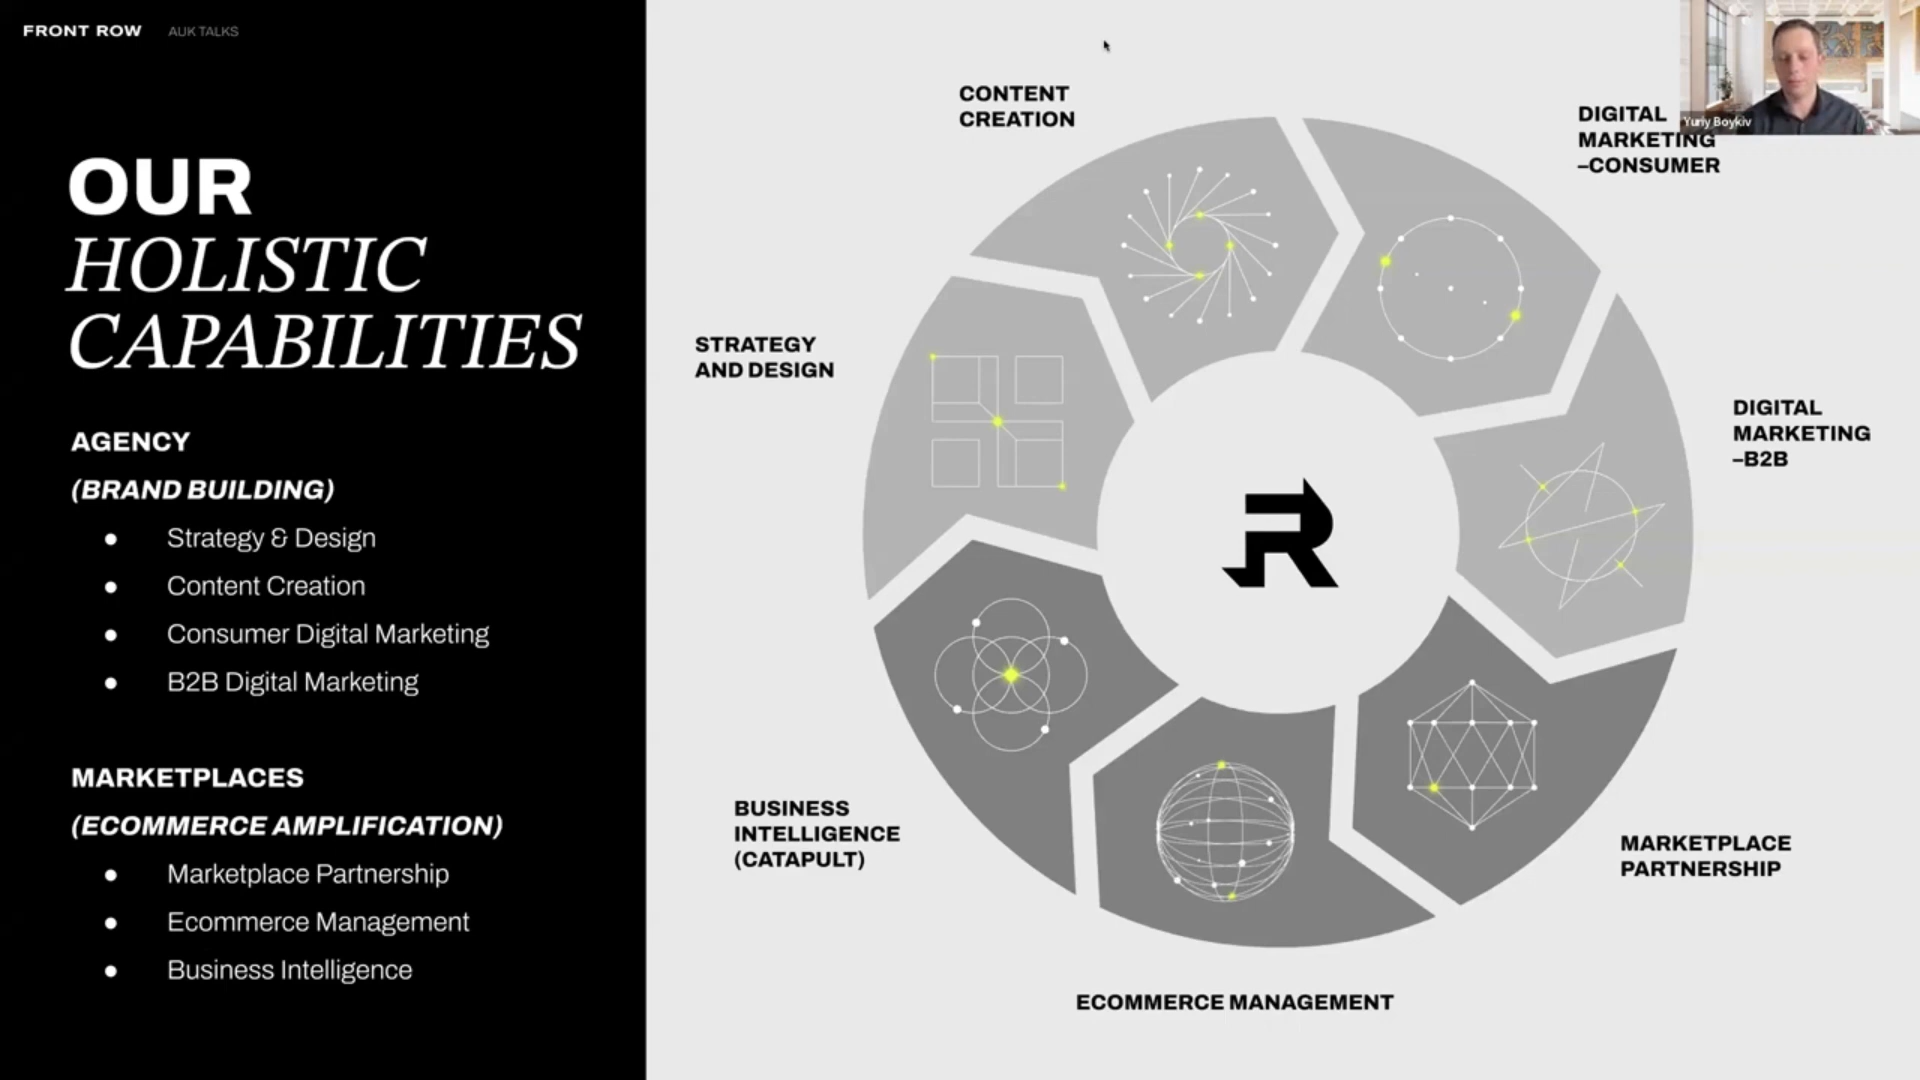 FRONT ROW
AUK TALKS
OUR
HOLISTIC
CAPABILITIES
AGENCY
(BRAND BUILDING)
● Strategy & Design
● Content Creation
● Consumer Digital Marketing
● B2B Digital Marketing
MARKETPLACES
(ECOMMERCE AMPLIFICATION)
● Marketplace Partnership
● Ecommerce Management
● Business Intelligence
CONTENT
CREATION
DIGITAL
MARKETING
–CONSUMER
Yuriy Boykiv
STRATEGY
AND DESIGN
DIGITAL
MARKETING
–B2B
R
BUSINESS
INTELLIGENCE
(CATAPULT)
MARKETPLACE
PARTNERSHIP
ECOMMERCE MANAGEMENT